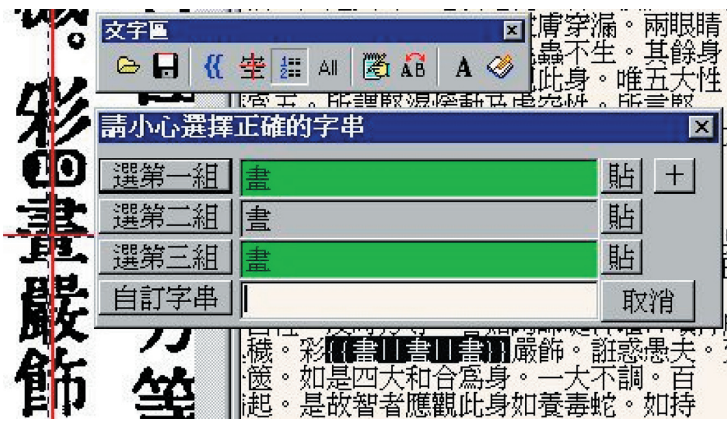 文字區
膚穿漏。兩眼睛
All AB A
蟲不生。其餘身
此身。唯五大性
請小心選擇正確的字串
選第一組 畫 貼 +
選第二組 書 貼
選第三組 晝 貼
自訂字串 取消
穢。彩{{畫||書||晝}}嚴飾。誑惑愚夫。
篋。如是四大和合爲身。一大不調。百
起。是故智者應觀此身如養毒蛇。如持
等
。彩畫嚴飾